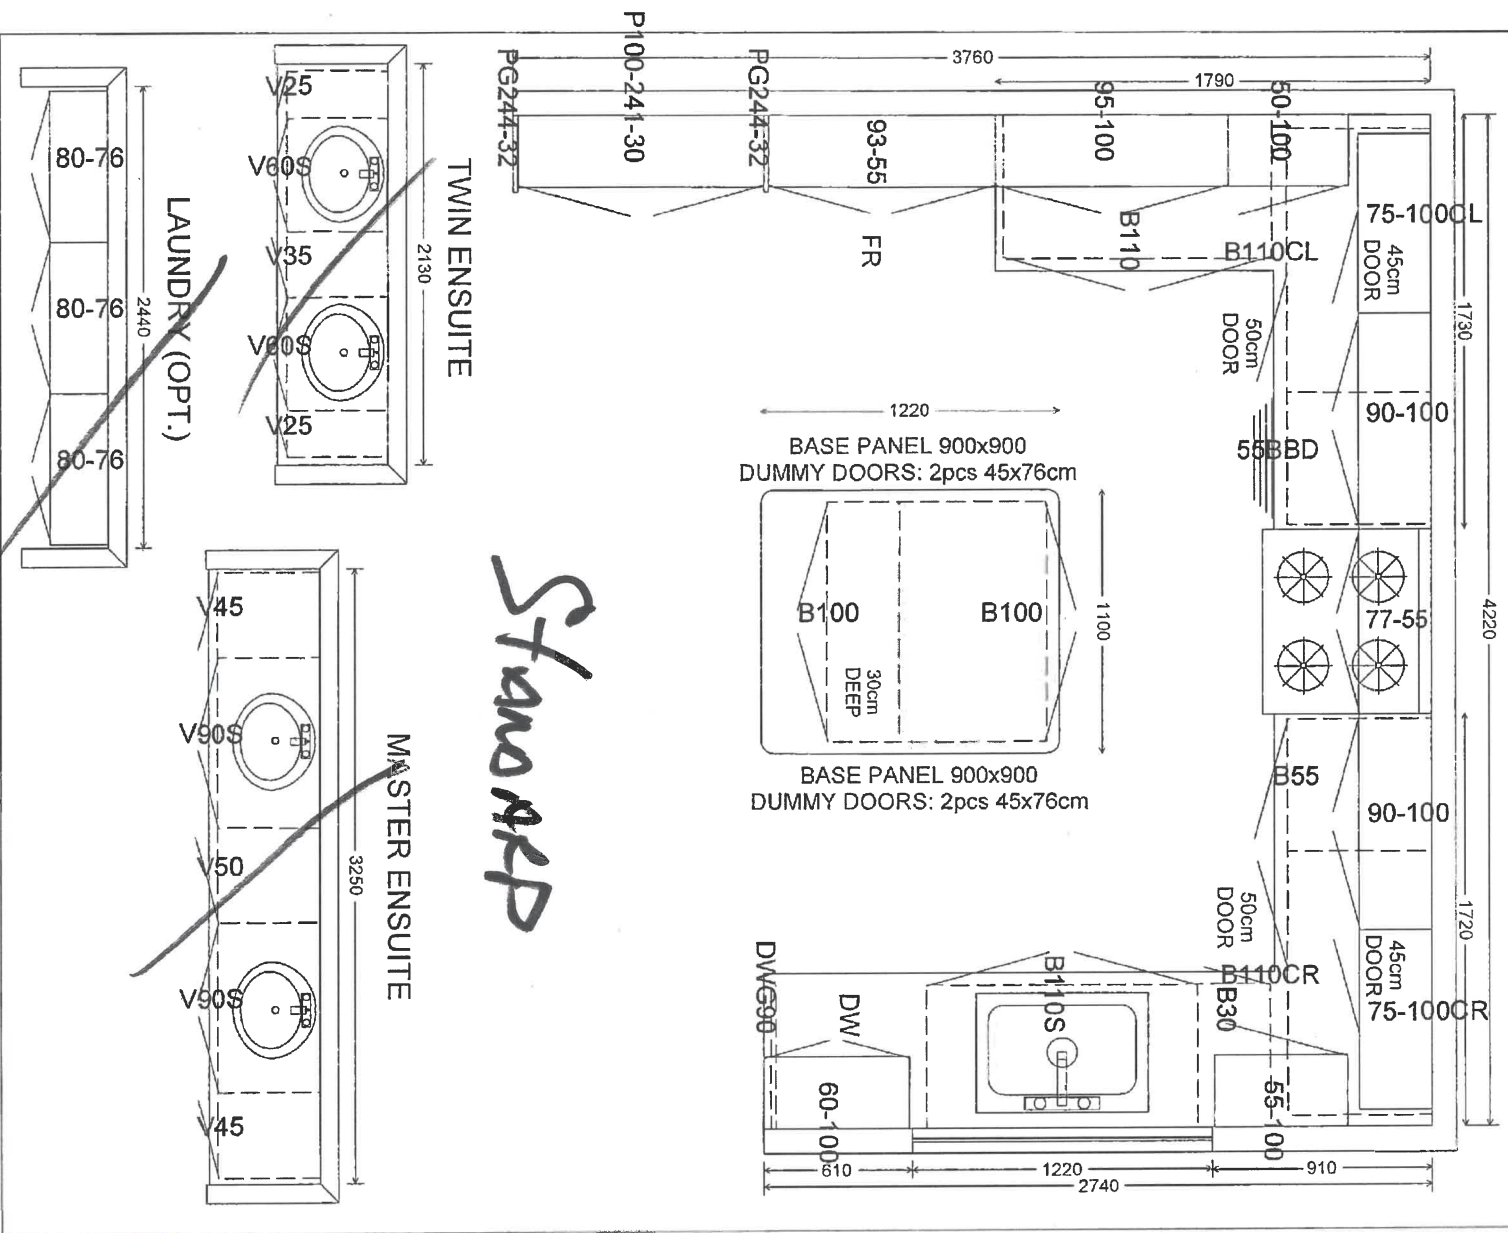 P100-241-30
3760
1790
PG244-32
PG244-32
95-100
50-100
93-55
75-100CL
45cm
DOOR
B110
B110CL
FR
50cm
DOOR
1730
4220
90-100
55BBD
1220
BASE PANEL 900x900
DUMMY DOORS: 2pcs 45x76cm
B100
B100
30cm
DEEP
1100
77-55
BASE PANEL 900x900
DUMMY DOORS: 2pcs 45x76cm
B55
90-100
1720
50cm
DOOR
45cm
DOOR
B110CR
75-100CR
B30
DWG90
DW
B110S
60-100
55-100
610
1220
910
2740
V25
V60S
V35
V60S
V25
2130
TWIN ENSUITE
80-76
80-76
80-76
2440
LAUNDRY (OPT.)
STANDARD
V45
V90S
V50
V90S
V45
3250
MASTER ENSUITE